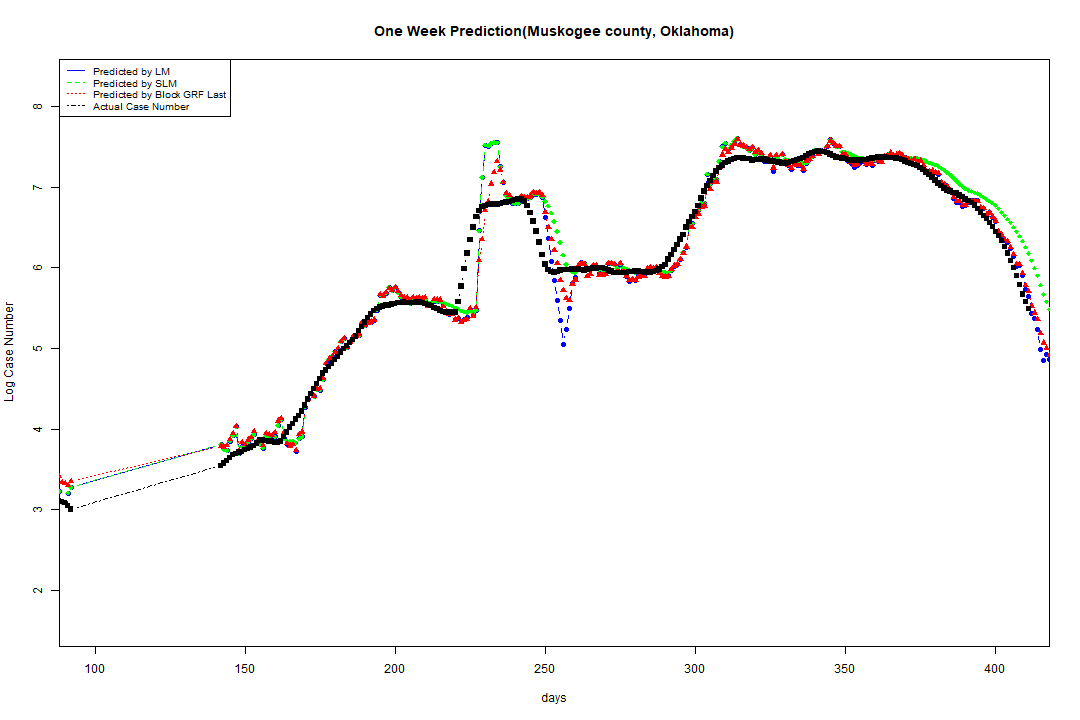 One Week Prediction(Muskogee county, Oklahoma)
Predicted by LM
Predicted by SLM
Predicted by Block GRF Last
Actual Case Number
8
7
6
5
4
3
2
Log Case Number
100 150 200 250 300 350 400
days